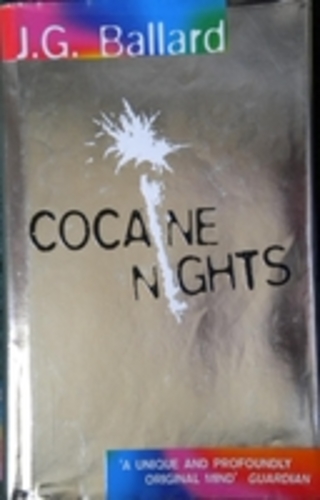 J.G. Ballard
COCAINE
NIGHTS
'A UNIQUE AND PROFOUNDLY
ORIGINAL MIND' GUARDIAN